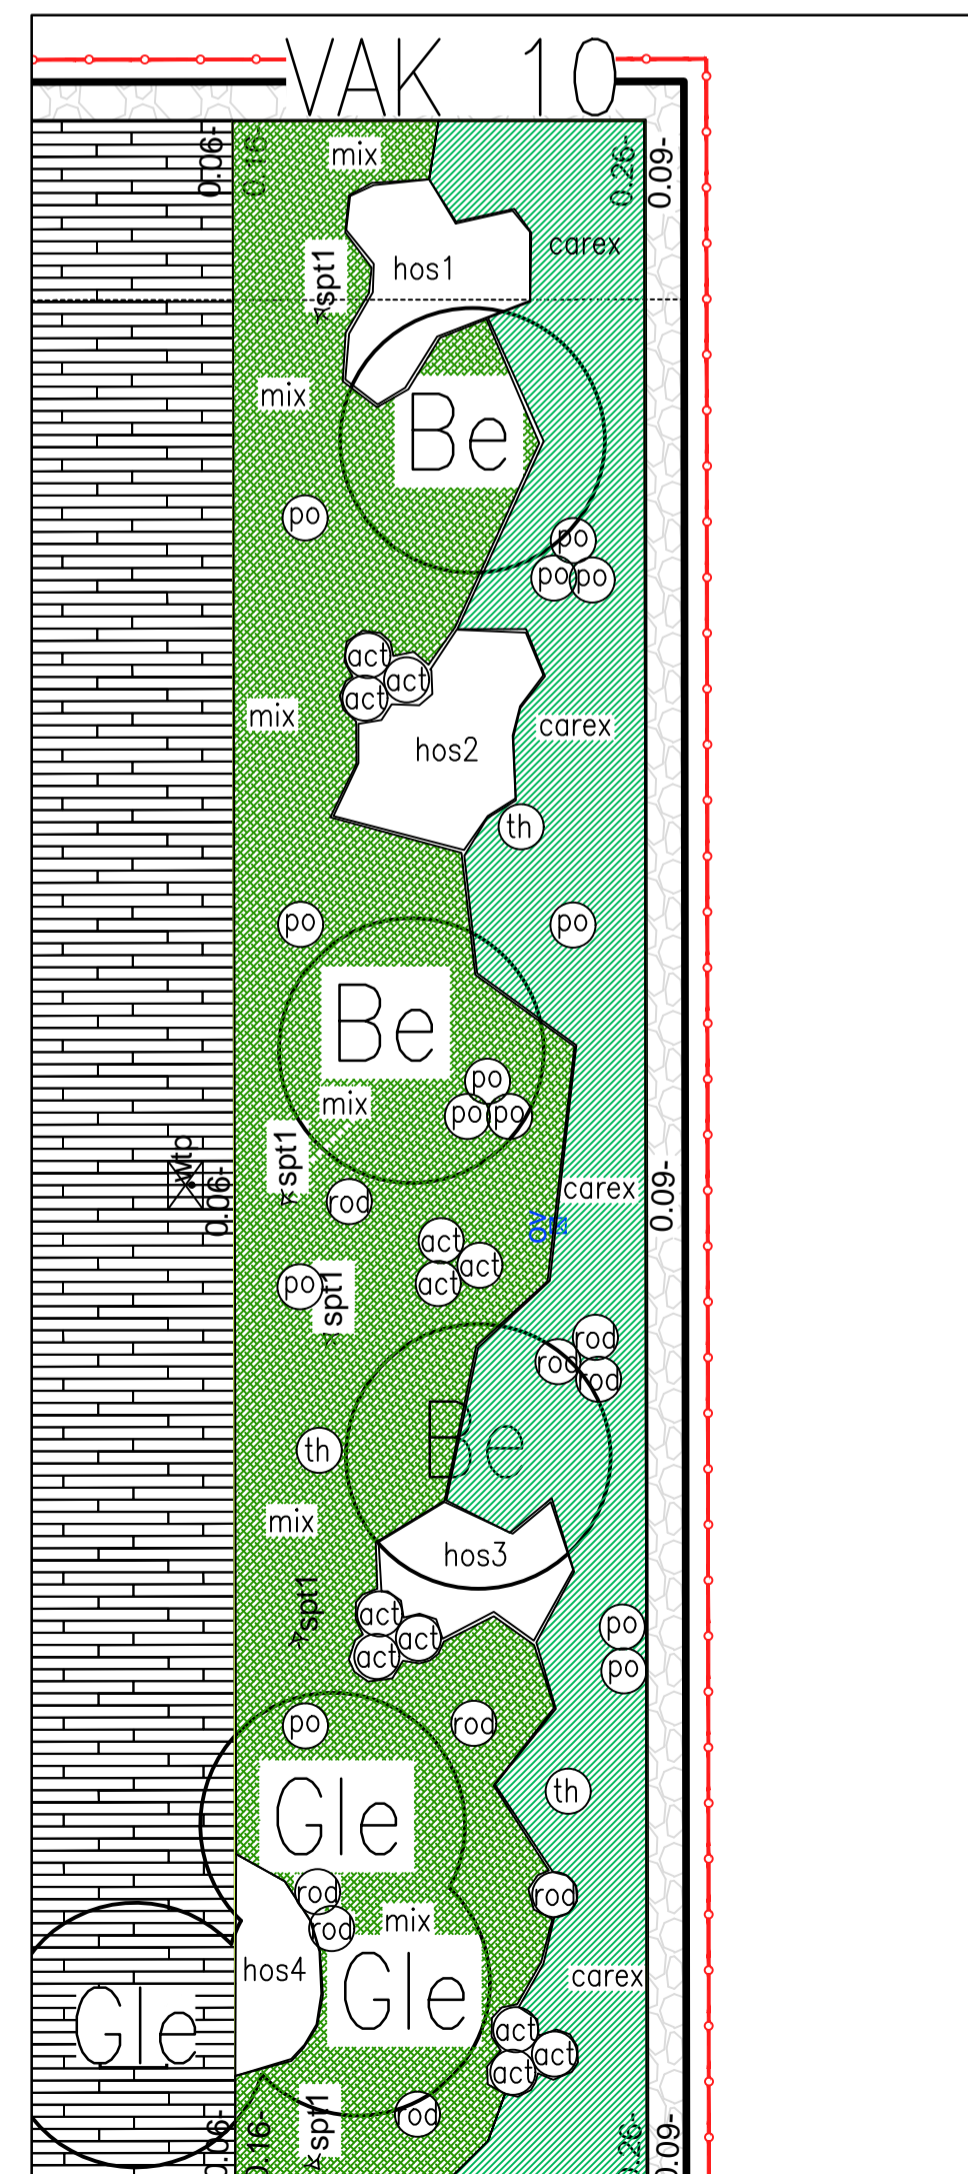 VAK 10
0.06-
0.16-
mix
0.26-
0.09-
carex
hos1
spt1
mix
Be
po
po
po
po
act
act
act
mix
hos2
carex
th
po
po
Be
po
po
po
mix
spt1
wtp
0.06-
rod
carex
0.09-
ov
act
act
act
po
spt1
rod
rod
rod
Be
th
mix
hos3
spt1
act
act
act
po
po
po
rod
th
Gle
rod
rod
rod
mix
hos4
Gle
Gle
carex
act
act
act
rod
spt1
0.06-
0.16-
0.26-
0.09-